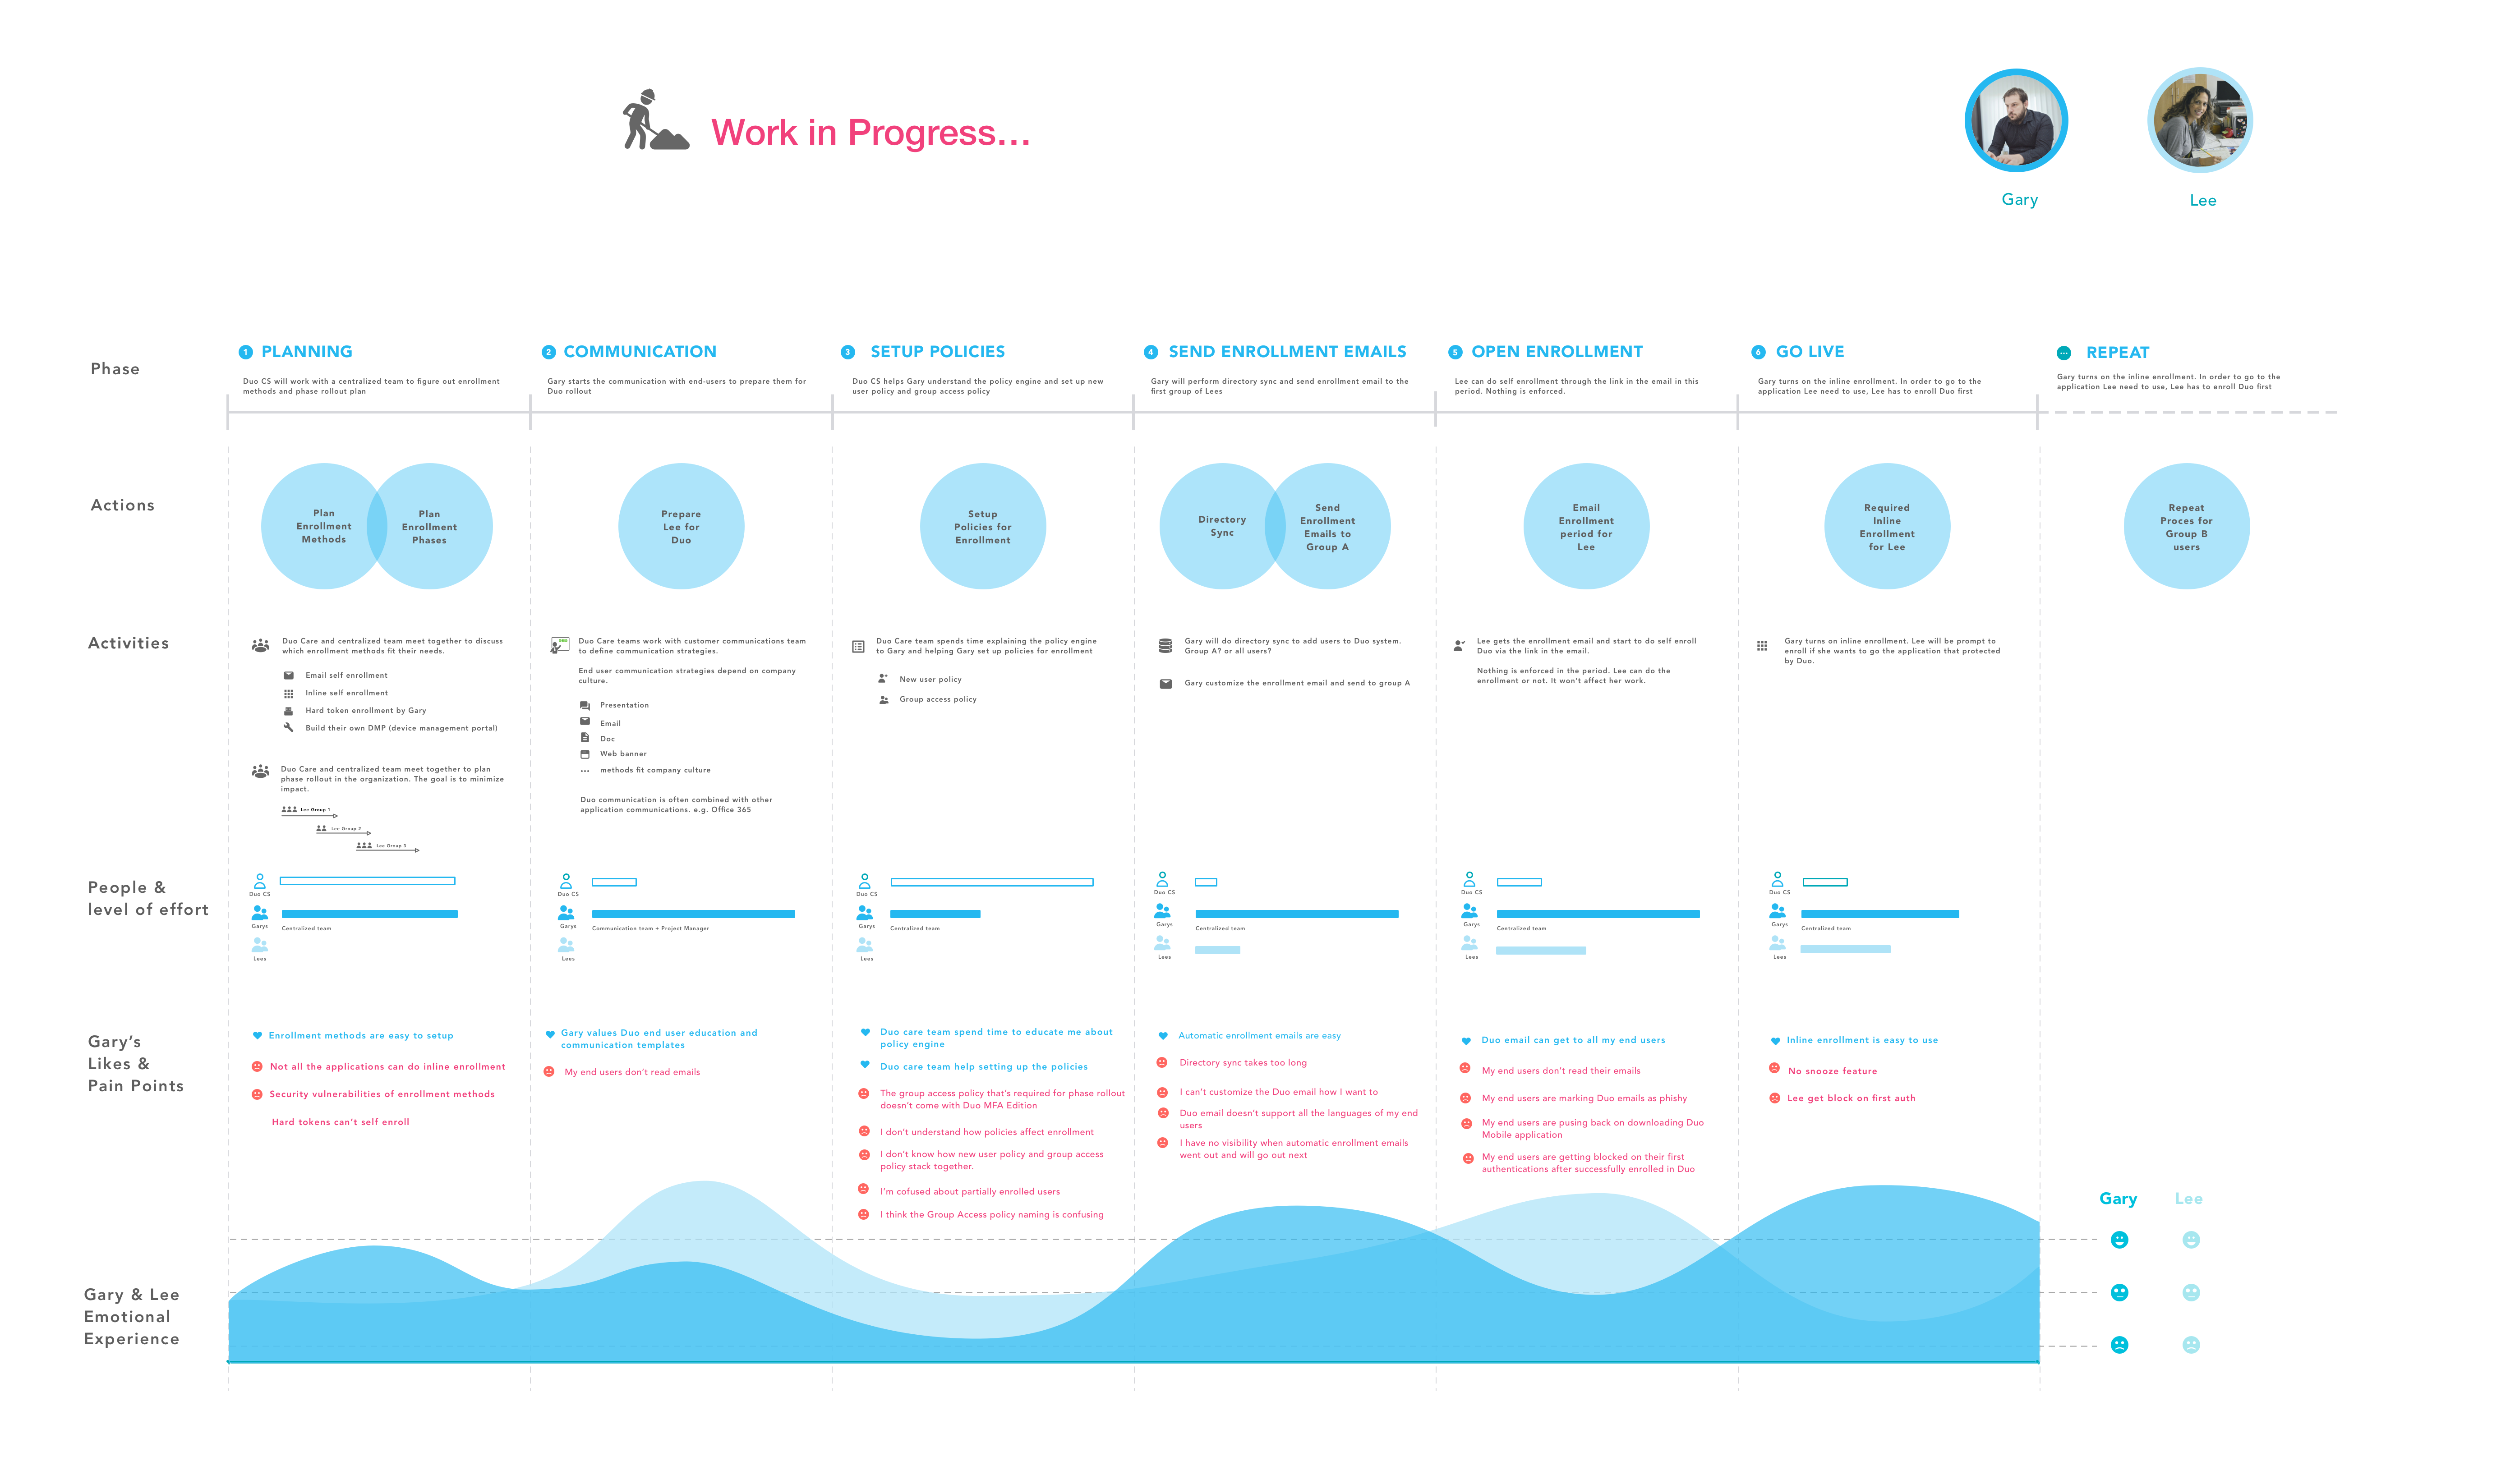 Work in Progress...
Gary
Lee
Phase
1 PLANNING
Duo CS will work with a centralized team to figure out enrollment
methods and phase rollout plan
2 COMMUNICATION
Gary starts the communication with end-users to prepare them for
Duo rollout
3 SETUP POLICIES
Duo CS helps Gary understand the policy engine and set up new
user policy and group access policy
4 SEND ENROLLMENT EMAILS
Gary will perform directory sync and send enrollment email to the
first group of Lees
5 OPEN ENROLLMENT
Lee can do self enrollment through the link in the email in this
period. Nothing is enforced.
6 GO LIVE
Gary turns on the inline enrollment. In order to go to the
application Lee need to use, Lee has to enroll Duo first
... REPEAT
Gary turns on the inline enrollment. In order to go to the
application Lee need to use, Lee has to enroll Duo first
Actions
Plan
Enrollment
Methods
Plan
Enrollment
Phases
Prepare
Lee for
Duo
Setup
Policies for
Enrollment
Directory
Sync
Send
Enrollment
Emails to
Group A
Email
Enrollment
period for
Lee
Required
Inline
Enrollment
for Lee
Repeat
Proces for
Group B
users
Activities
Duo Care and centralized team meet together to discuss
which enrollment methods fit their needs.
Email self enrollment
Inline self enrollment
Hard token enrollment by Gary
Build their own DMP (device management portal)
Duo Care and centralized team meet together to plan
phase rollout in the organization. The goal is to minimize
impact.
Lee Group 1
Lee Group 2
Lee Group 3
Duo Care teams work with customer communications team
to define communication strategies.
End user communication strategies depend on company
culture.
Presentation
Email
Doc
Web banner
... methods fit company culture
Duo communication is often combined with other
application communications. e.g. Office 365
Duo Care team spends time explaining the policy engine
to Gary and helping Gary set up policies for enrollment
New user policy
Group access policy
Gary will do directory sync to add users to Duo system.
Group A? or all users?
Gary customize the enrollment email and send to group A
Lee gets the enrollment email and start to do self enroll
Duo via the link in the email.
Nothing is enforced in the period. Lee can do the
enrollment or not. It won't affect her work.
Gary turns on inline enrollment. Lee will be prompt to
enroll if she wants to go the application that protected
by Duo.
People &
level of effort
Duo CS
Garys
Centralized team
Lees
Duo CS
Garys
Communication team + Project Manager
Lees
Duo CS
Garys
Centralized team
Lees
Duo CS
Garys
Centralized team
Lees
Duo CS
Garys
Centralized team
Lees
Duo CS
Garys
Centralized team
Lees
Gary's
Likes &
Pain Points
Enrollment methods are easy to setup
Not all the applications can do inline enrollment
Security vulnerabilities of enrollment methods
Hard tokens can't self enroll
Gary values Duo end user education and
communication templates
My end users don't read emails
Duo care team spend time to educate me about
policy engine
Duo care team help setting up the policies
The group access policy that's required for phase rollout
doesn't come with Duo MFA Edition
I don't understand how policies affect enrollment
I don't know how new user policy and group access
policy stack together.
I'm cofused about partially enrolled users
I think the Group Access policy naming is confusing
Automatic enrollment emails are easy
Directory sync takes too long
I can't customize the Duo email how I want to
Duo email doesn't support all the languages of my end
users
I have no visibility when automatic enrollment emails
went out and will go out next
Duo email can get to all my end users
My end users don't read their emails
My end users are marking Duo emails as phishy
My end users are pusing back on downloading Duo
Mobile application
My end users are getting blocked on their first
authentications after successfully enrolled in Duo
Inline enrollment is easy to use
No snooze feature
Lee get block on first auth
Gary & Lee
Emotional
Experience
Gary
Lee